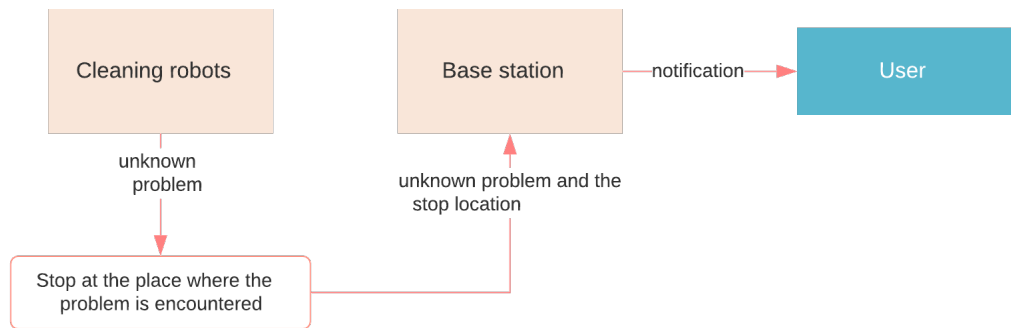 Cleaning robots
Base station
notification
User
unknown
problem
unknown problem and the
stop location
Stop at the place where the
problem is encountered